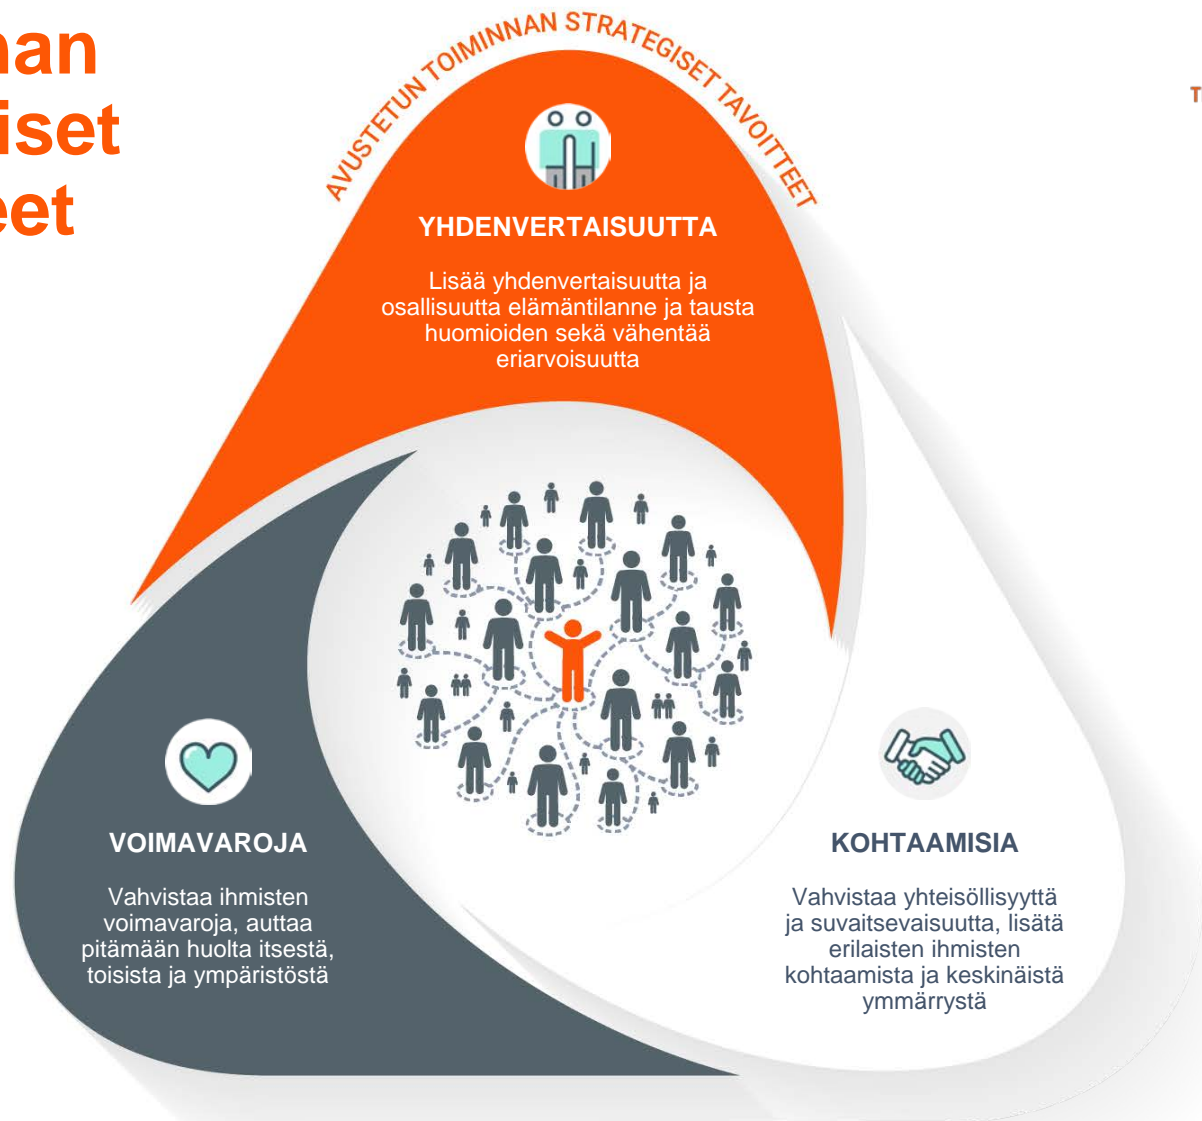 nan
iset
eet
AVUSTETUN TOIMINNAN STRATEGISET TAVOITTEET
T
YHDENVERTAISUUTTA
Lisää yhdenvertaisuutta ja
osallisuutta elämäntilanne ja tausta
huomioiden sekä vähentää
eriarvoisuutta
VOIMAVAROJA
Vahvistaa ihmisten
voimavaroja, auttaa
pitämään huolta itsestä,
toisista ja ympäristöstä
KOHTAAMISIA
Vahvistaa yhteisöllisyyttä
ja suvaitsevaisuutta, lisätä
erilaisten ihmisten
kohtaamista ja keskinäistä
ymmärrystä